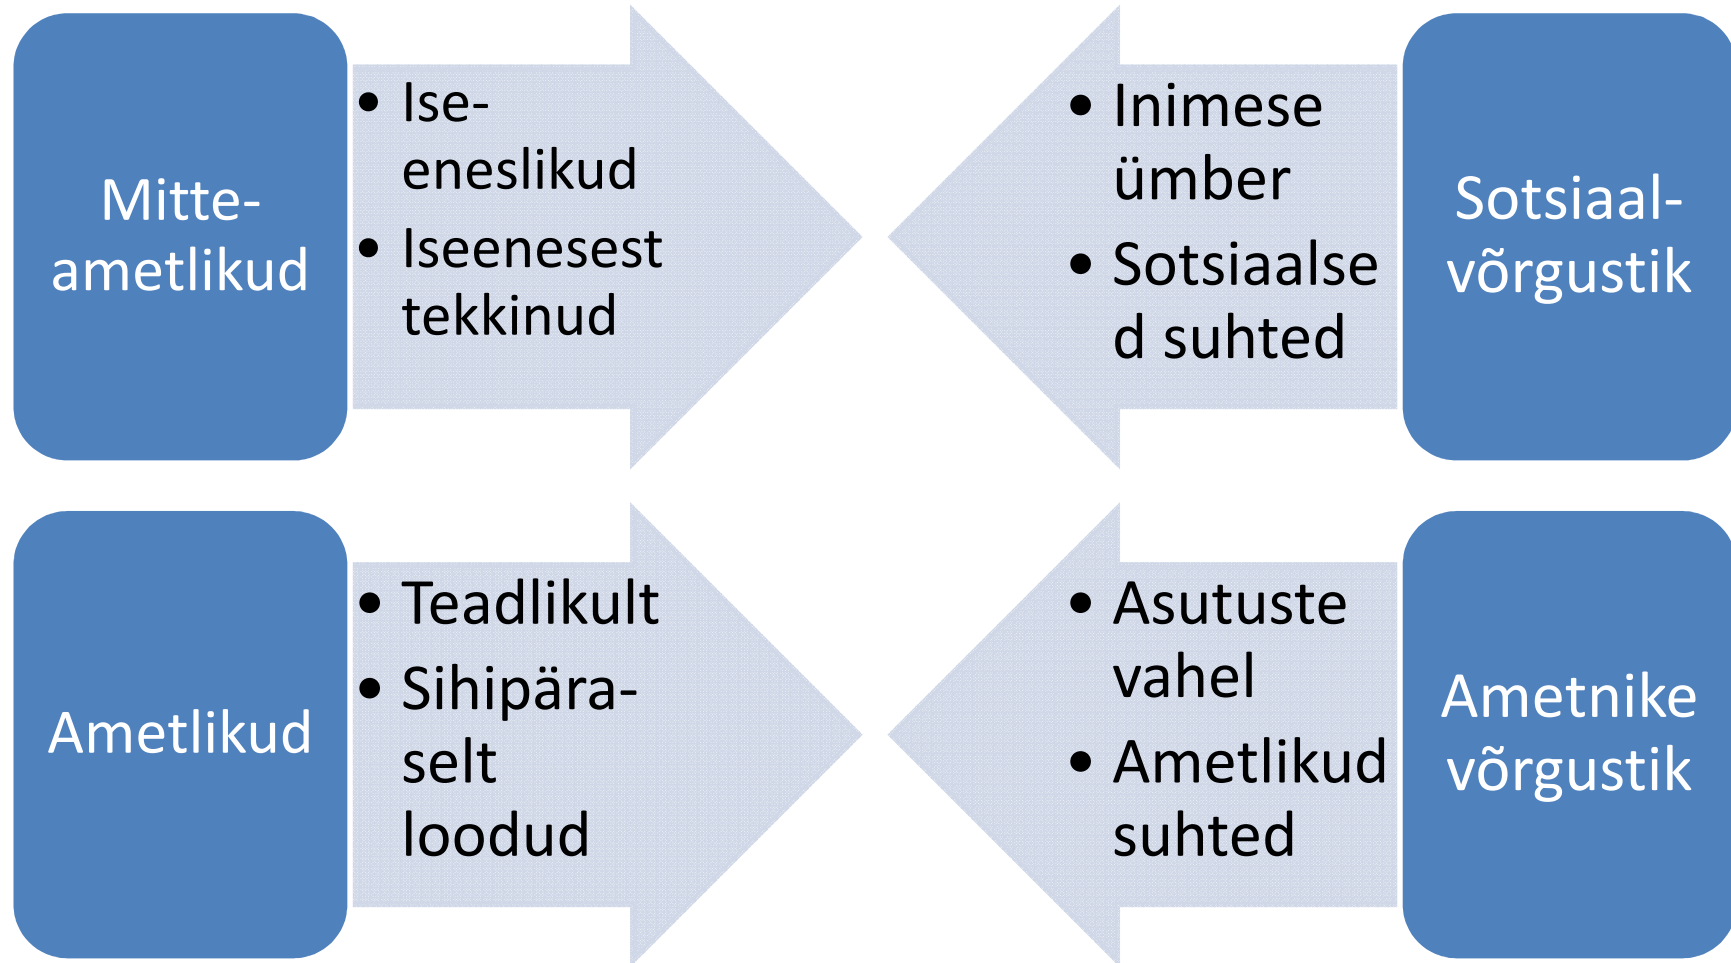 Mitte-
ametlikud
• Ise-
eneslikud
• Iseenesest
tekkinud
• Inimese
ümber
• Sotsiaalse
d suhted
Sotsiaal-
võrgustik
Ametlikud
• Teadlikult
• Sihipära-
selt
loodud
• Asutuste
vahel
• Ametlikud
suhted
Ametnike
võrgustik